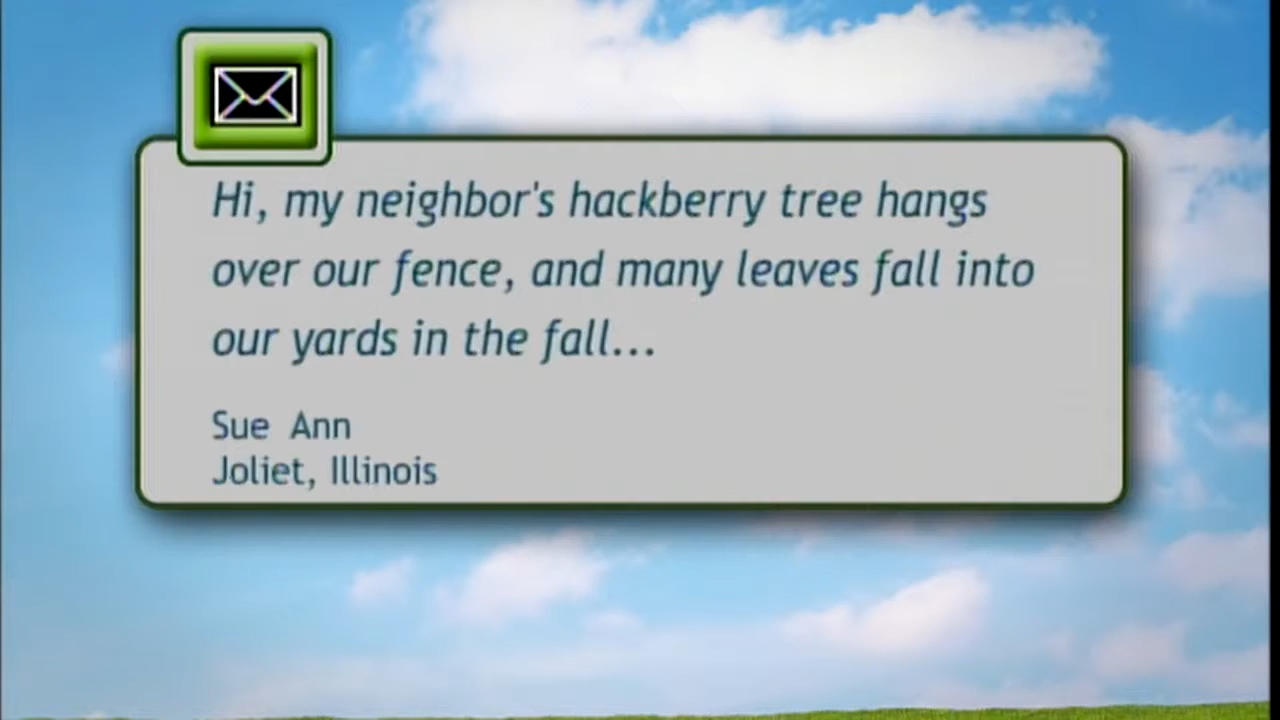 Hi, my neighbor's hackberry tree hangs
over our fence, and many leaves fall into
our yards in the fall...
Sue Ann
Joliet, Illinois